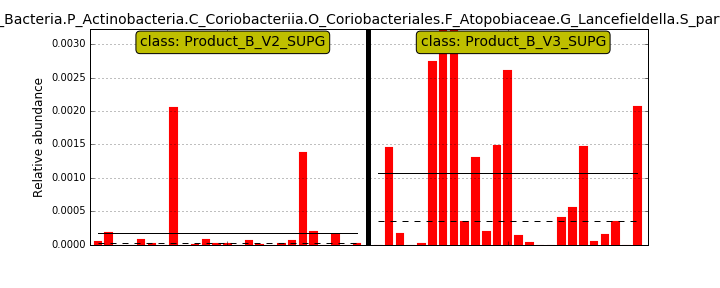 _Bacteria.P_Actinobacteria.C_Coriobacteriia.O_Coriobacteriales.F_Atopobiaceae.G_Lancefieldella.S_par
class: Product_B_V2_SUPG
class: Product_B_V3_SUPG
Relative abundance
0.0030
0.0025
0.0020
0.0015
0.0010
0.0005
0.0000